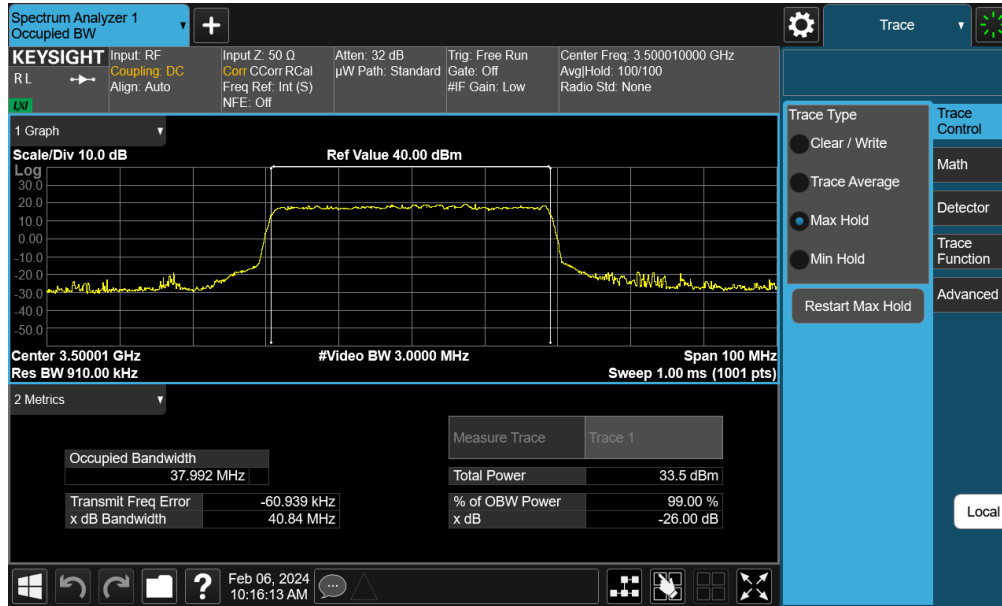 Spectrum Analyzer 1
Occupied BW
Trace
KEYSIGHT
R L
LXI
Input: RF
Coupling: DC
Align: Auto
Input Z: 50 Ω
Corr CCorr RCal
Freq Ref: Int (S)
NFE: Off
Atten: 32 dB
µW Path: Standard
Trig: Free Run
Gate: Off
#IF Gain: Low
Center Freq: 3.500010000 GHz
Avg|Hold: 100/100
Radio Std: None
1 Graph
Scale/Div 10.0 dB
Ref Value 40.00 dBm
Log
30.0
20.0
10.0
0.00
-10.0
-20.0
-30.0
-40.0
-50.0
Center 3.50001 GHz
#Video BW 3.0000 MHz
Span 100 MHz
Res BW 910.00 kHz
Sweep 1.00 ms (1001 pts)
2 Metrics
Measure Trace
Trace 1
Occupied Bandwidth
37.992 MHz
Total Power
33.5 dBm
Transmit Freq Error
-60.939 kHz
% of OBW Power
99.00 %
x dB Bandwidth
40.84 MHz
x dB
-26.00 dB
Trace Type
Clear / Write
Trace Average
Max Hold
Min Hold
Restart Max Hold
Trace
Control
Math
Detector
Trace
Function
Advanced
Local
?
Feb 06, 2024
10:16:13 AM